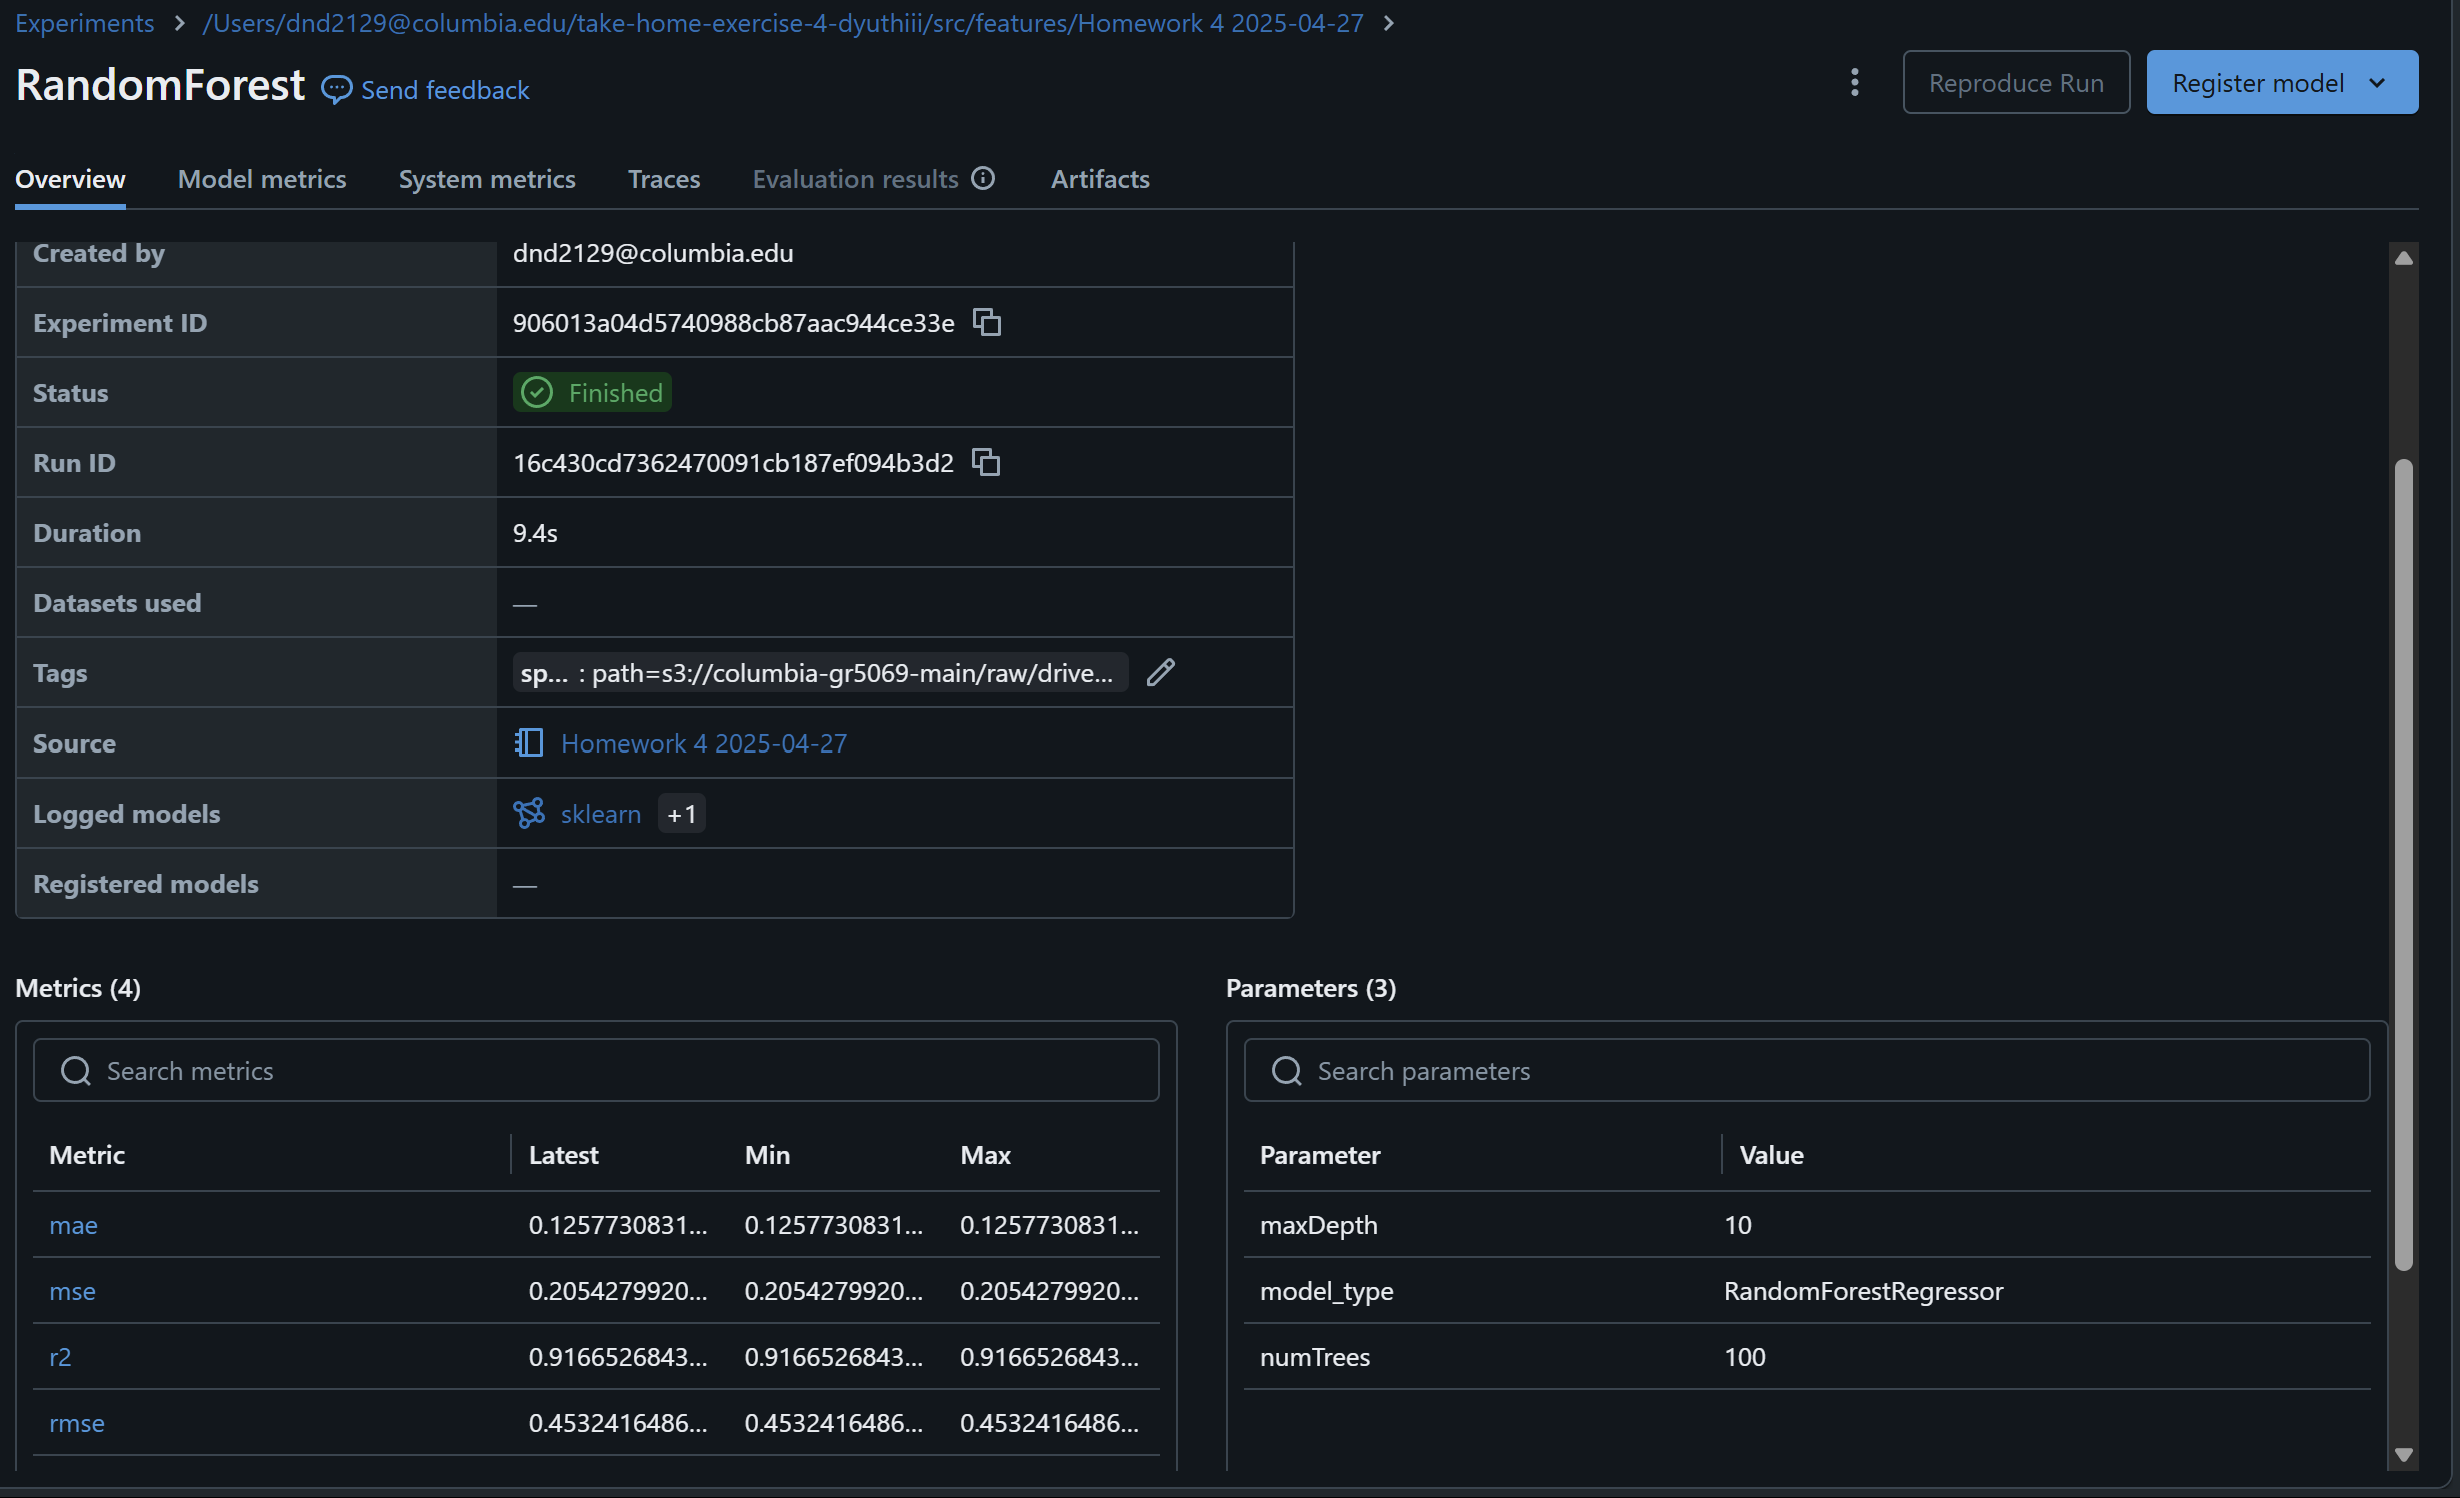 Experiments > /Users/dnd2129@columbia.edu/take-home-exercise-4-dyuthiii/src/features/Homework 4 2025-04-27 >
RandomForest Send feedback Reproduce Run Register model
Overview Model metrics System metrics Traces Evaluation results Artifacts
Created by dnd2129@columbia.edu
Experiment ID 906013a04d5740988cb87aac944ce33e
Status Finished
Run ID 16c430cd7362470091cb187ef094b3d2
Duration 9.4s
Datasets used —
Tags sp... : path=s3://columbia-gr5069-main/raw/drive...
Source Homework 4 2025-04-27
Logged models sklearn +1
Registered models —
Metrics (4)
Search metrics
Metric Latest Min Max
mae 0.1257730831... 0.1257730831... 0.1257730831...
mse 0.2054279920... 0.2054279920... 0.2054279920...
r2 0.9166526843... 0.9166526843... 0.9166526843...
rmse 0.4532416486... 0.4532416486... 0.4532416486...
Parameters (3)
Search parameters
Parameter Value
maxDepth 10
model_type RandomForestRegressor
numTrees 100